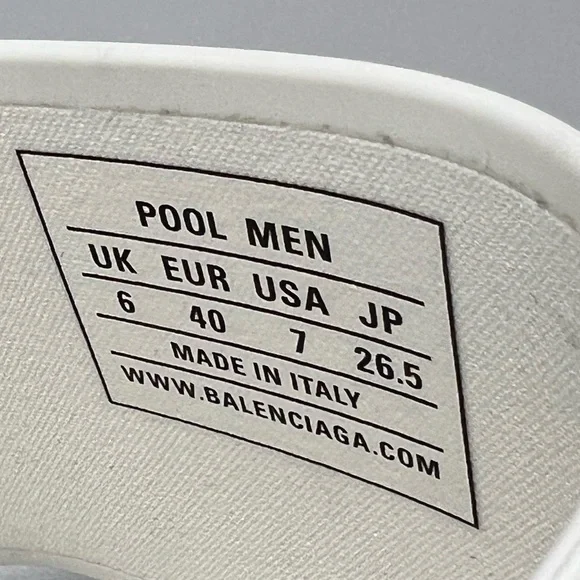 POOL MEN
UK EUR USA JP
6 40 7 26.5
MADE IN ITALY
WWW.BALENCIAGA.COM